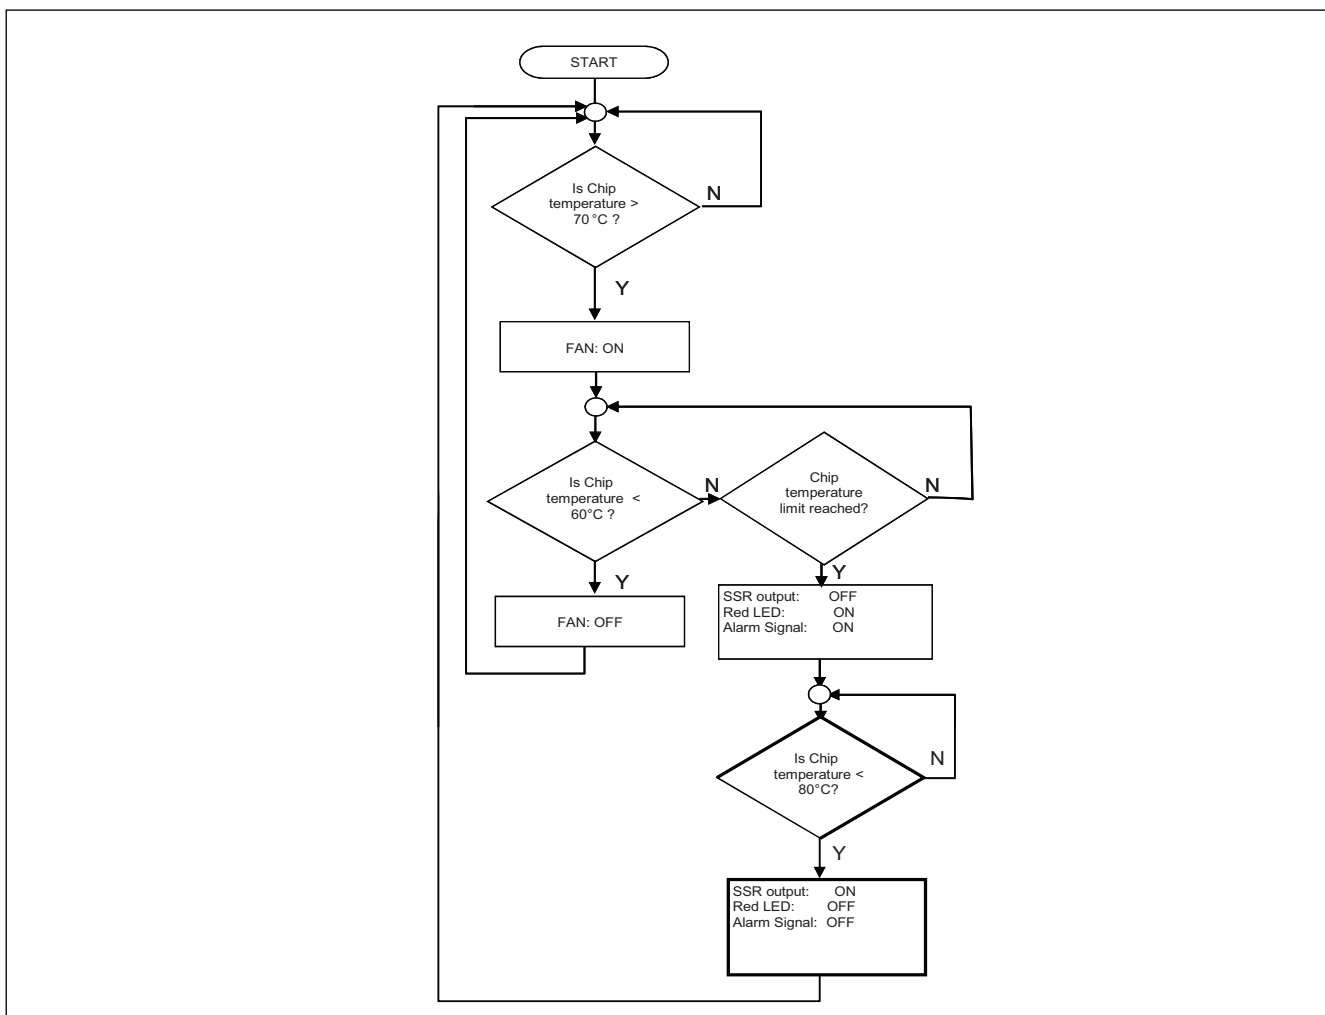 START
Is Chip
temperature >
70°C ?
N
Y
FAN: ON
Is Chip
temperature <
60°C ?
N
Chip
temperature
limit reached?
N
Y
Y
FAN: OFF
SSR output: OFF
Red LED: ON
Alarm Signal: ON
Is Chip
temperature <
80°C?
N
Y
SSR output: ON
Red LED: OFF
Alarm Signal: OFF